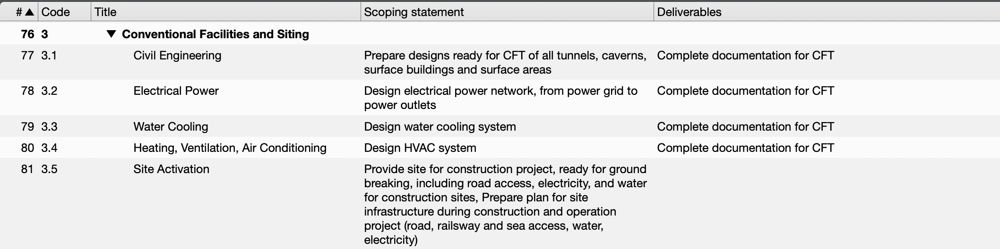 # ▲ Code Title Scoping statement Deliverables
76 3 ▼ Conventional Facilities and Siting
77 3.1 Civil Engineering Prepare designs ready for CFT of all tunnels, caverns, Complete documentation for CFT
surface buildings and surface areas
78 3.2 Electrical Power Design electrical power network, from power grid to Complete documentation for CFT
power outlets
79 3.3 Water Cooling Design water cooling system Complete documentation for CFT
80 3.4 Heating, Ventilation, Air Conditioning Design HVAC system Complete documentation for CFT
81 3.5 Site Activation Provide site for construction project, ready for ground
breaking, including road access, electricity, and water
for construction sites, Prepare plan for site
infrastructure during construction and operation
project (road, railsway and sea access, water,
electricity)